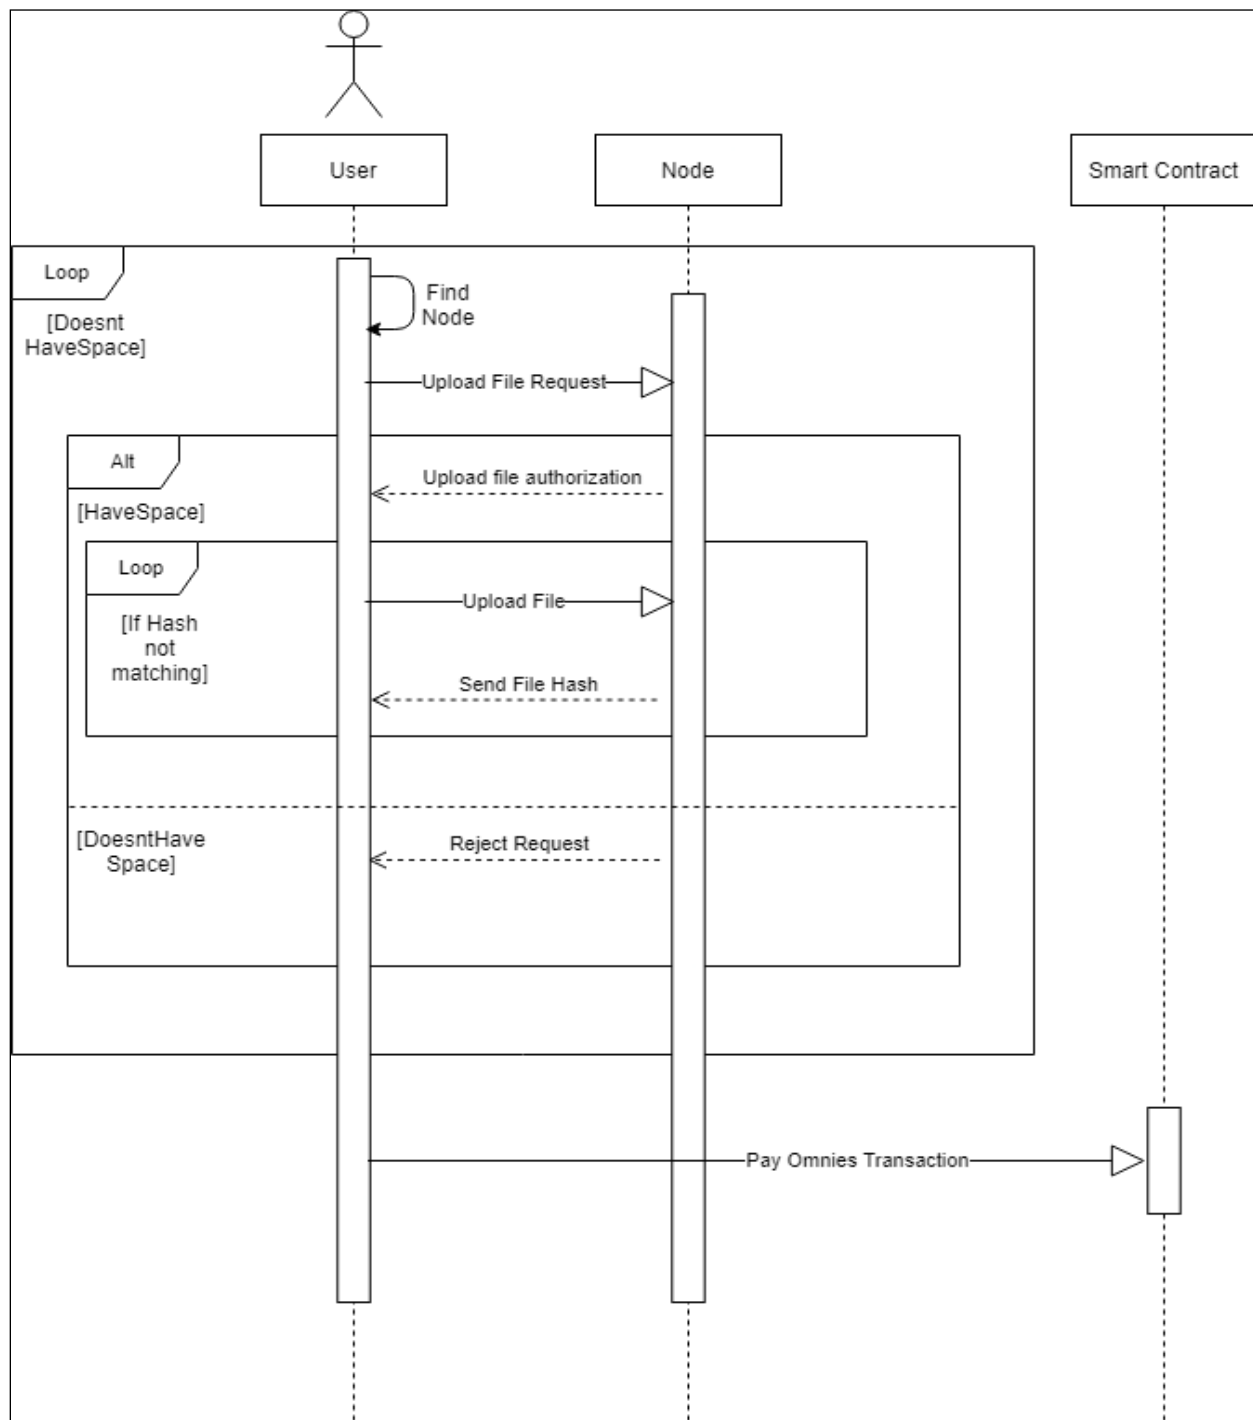 User
Node
Smart Contract
Loop
[Doesnt
HaveSpace]
Find
Node
Upload File Request
Alt
[HaveSpace]
Upload file authorization
Loop
[If Hash
not
matching]
Upload File
Send File Hash
[DoesntHave
Space]
Reject Request
Pay Omnies Transaction